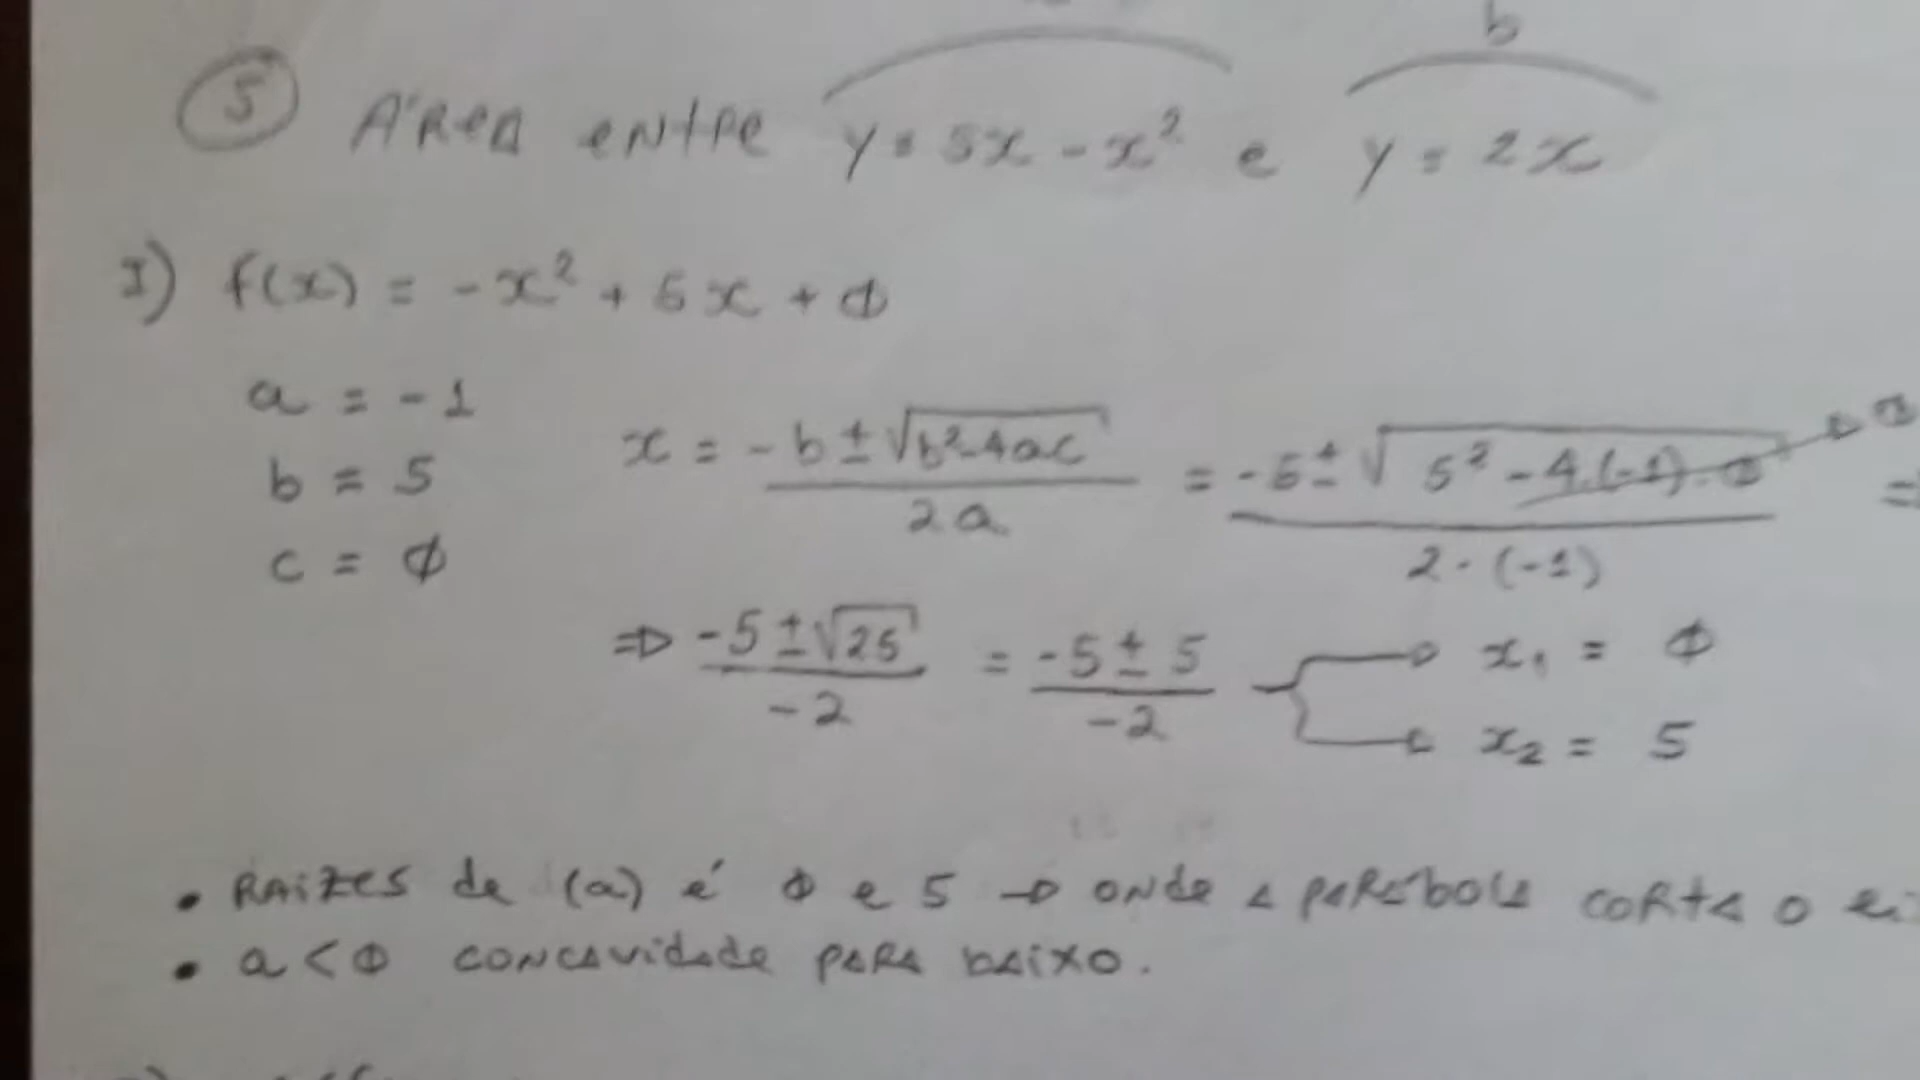 b
5 ÁREA entre y = 5x - x² e y = 2x
I) f(x) = -x² + 5x + 0
a = -1
b = 5
c = 0
x = -b ± √b²-4ac / 2a = -5 ± √5² - 4.(-1).0 / 2.(-1) → 0 =
⇒ -5 ± √25 / -2 = -5 ± 5 / -2
x₁ = 0
x₂ = 5
• RAizes de (a) é 0 e 5 → onde a parábola corta o
• a < 0 concavidade para baixo.